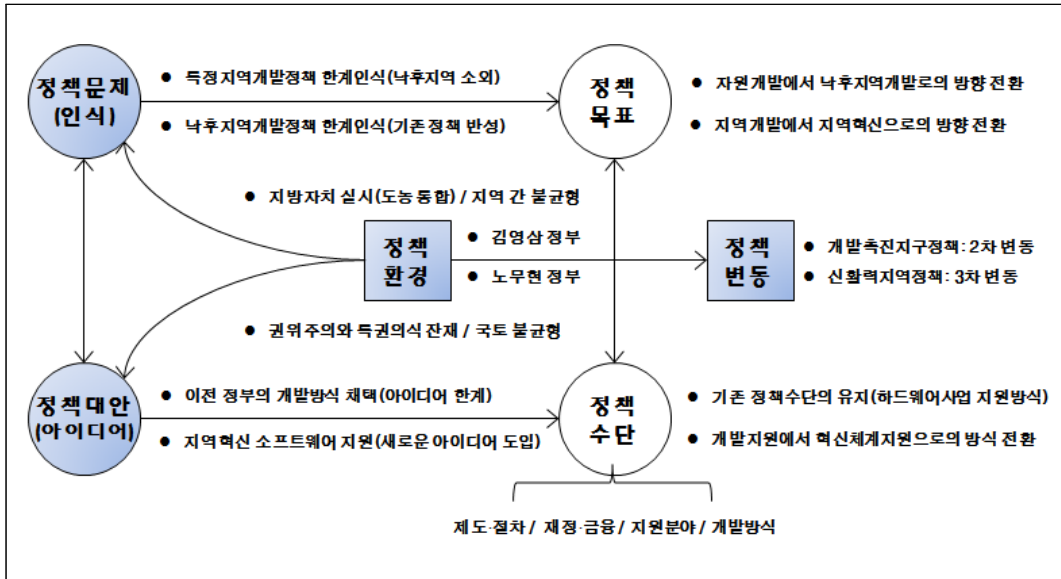 정책문제
(인식)
● 특정지역개발정책 한계인식(낙후지역 소외)
● 낙후지역개발정책 한계인식(기존 정책 반성)
정책
목표
● 자원개발에서 낙후지역개발로의 방향 전환
● 지역개발에서 지역혁신으로의 방향 전환
● 지방자치 실시(도농 통합) / 지역 간 불균형
정책
환경
● 김영삼 정부
● 노무현 정부
정책
변동
● 개발촉진지구정책: 2차 변동
● 신활력지역정책: 3차 변동
● 권위주의와 특권의식 잔재 / 국토 불균형
정책대안
(아이디어)
● 이전 정부의 개발방식 채택(아이디어 한계)
● 지역혁신 소프트웨어 지원(새로운 아이디어 도입)
정책
수단
● 기존 정책수단의 유지(하드웨어사업 지원방식)
● 개발지원에서 혁신체계지원으로의 방식 전환
제도·절차 / 재정·금융 / 지원분야 / 개발방식